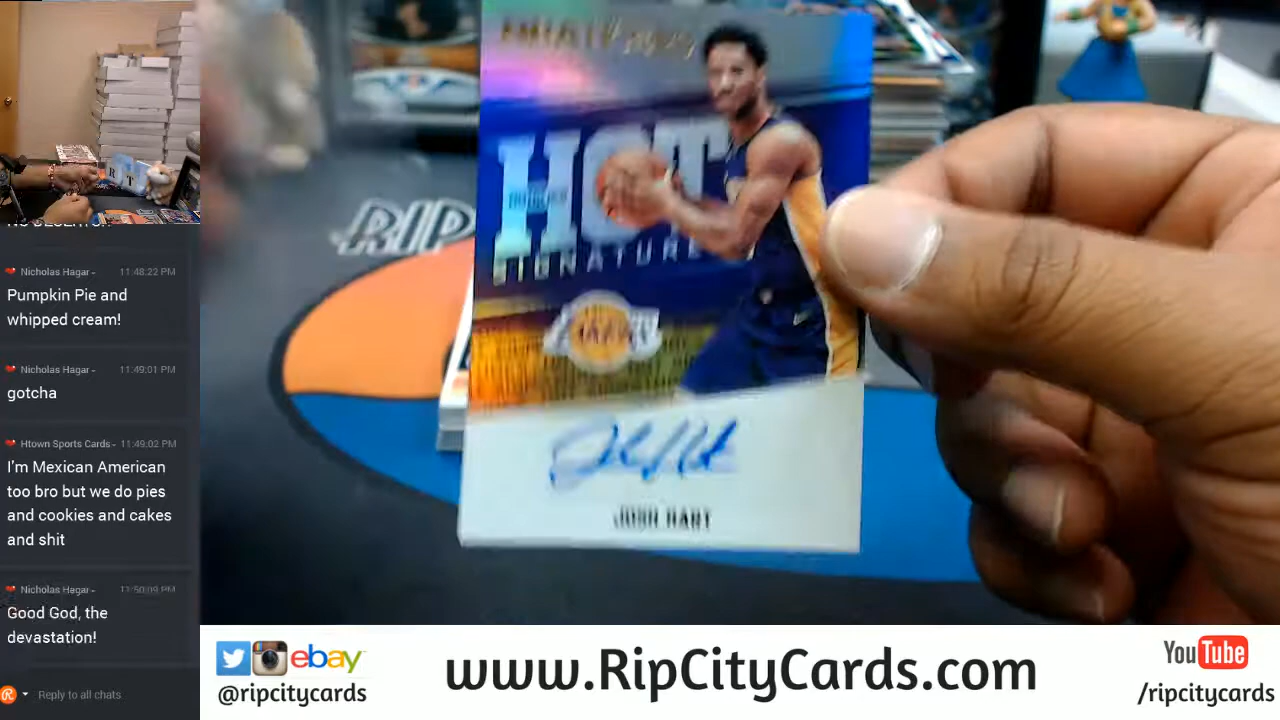 Nicholas Hagar - 11:48:22 PM
Pumpkin Pie and
whipped cream!
Nicholas Hagar - 11:49:01 PM
gotcha
Htown Sports Cards - 11:49:02 PM
I'm Mexican American
too bro but we do pies
and cookies and cakes
and shit
Nicholas Hagar - 11:50:09 PM
Good God, the
devastation!
Reply to all chats
RIP
HOT
SIGNATURES
LAKERS
JOSH HART
ebay
@ripcitycards
www.RipCityCards.com
YouTube
/ripcitycards